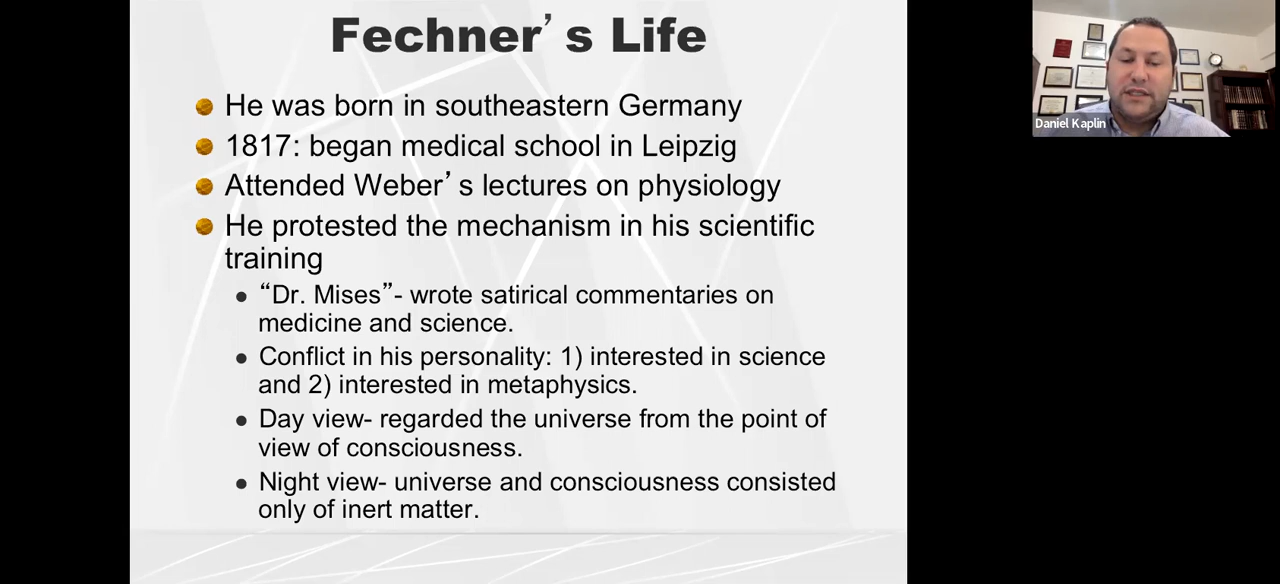 Fechner’s Life
He was born in southeastern Germany
1817: began medical school in Leipzig
Attended Weber’s lectures on physiology
He protested the mechanism in his scientific
training
“Dr. Mises”- wrote satirical commentaries on
medicine and science.
Conflict in his personality: 1) interested in science
and 2) interested in metaphysics.
Day view- regarded the universe from the point of
view of consciousness.
Night view- universe and consciousness consisted
only of inert matter.
Daniel Kaplin